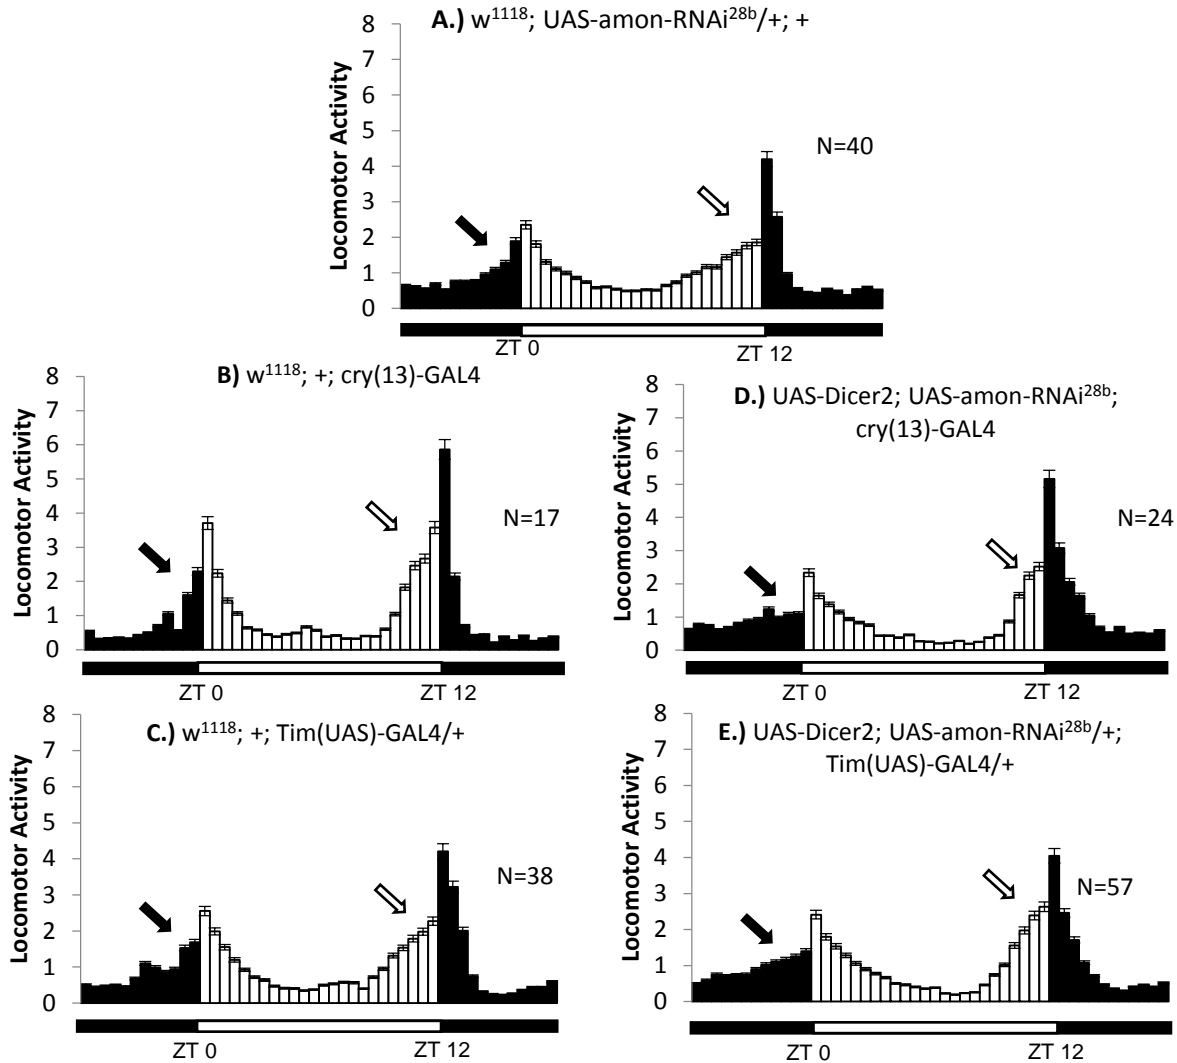 A.) w1118; UAS-amon-RNAi28b/+; +
8
7
6
5
4
3
2
1
0
Locomotor Activity
N=40
ZT 0
ZT 12
B) w1118; +; cry(13)-GAL4
8
7
6
5
4
3
2
1
0
Locomotor Activity
N=17
ZT 0
ZT 12
D.) UAS-Dicer2; UAS-amon-RNAi28b;
cry(13)-GAL4
8
7
6
5
4
3
2
1
0
Locomotor Activity
N=24
ZT 0
ZT 12
C.) w1118; +; Tim(UAS)-GAL4/+
8
7
6
5
4
3
2
1
0
Locomotor Activity
N=38
ZT 0
ZT 12
E.) UAS-Dicer2; UAS-amon-RNAi28b/+;
Tim(UAS)-GAL4/+
8
7
6
5
4
3
2
1
0
Locomotor Activity
N=57
ZT 0
ZT 12